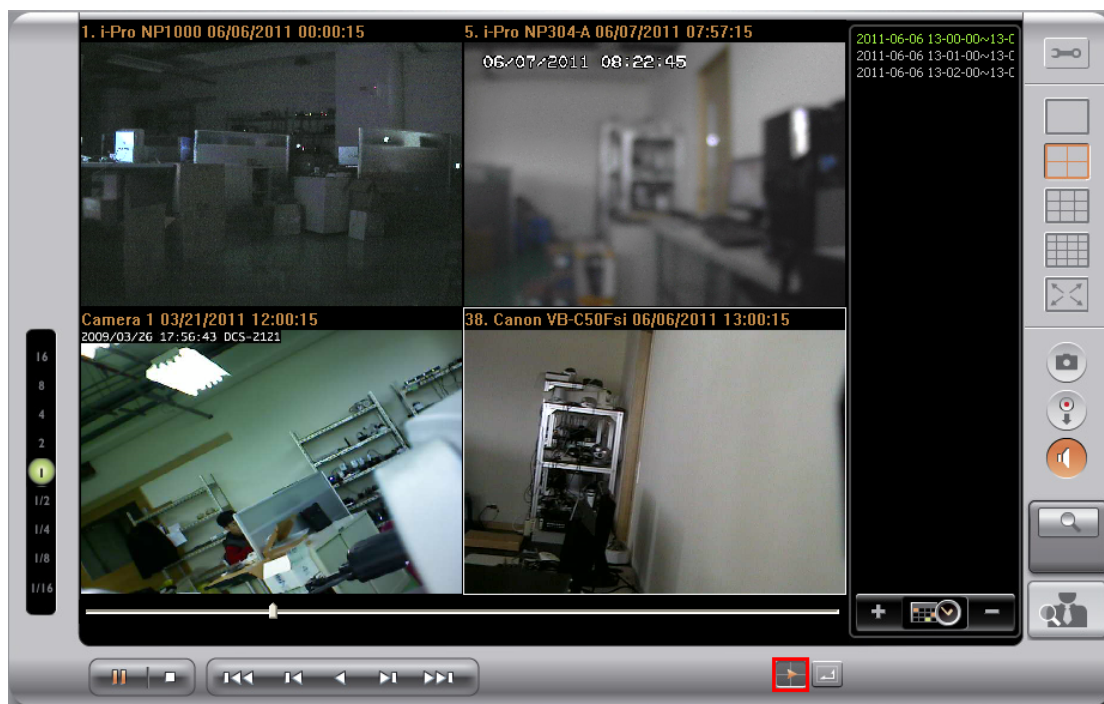 1. i-Pro NP1000 06/06/2011 00:00:15
5. i-Pro NP304-A 06/07/2011 07:57:15
06/07/2011 08:22:45
2011-06-06 13-00-00~13-0
2011-06-06 13-01-00~13-0
2011-06-06 13-02-00~13-0
Camera 1 03/21/2011 12:00:15
2009/03/26 17:56:43 DCS-2121
38. Canon VB-C50Fsi 06/06/2011 13:00:15
16
8
4
2
1
1/2
1/4
1/8
1/16